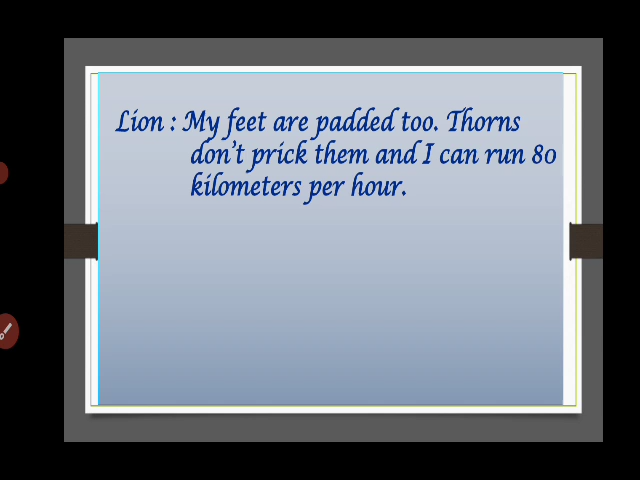 Lion : My feet are padded too. Thorns
don't prick them and I can run 80
kilometers per hour.